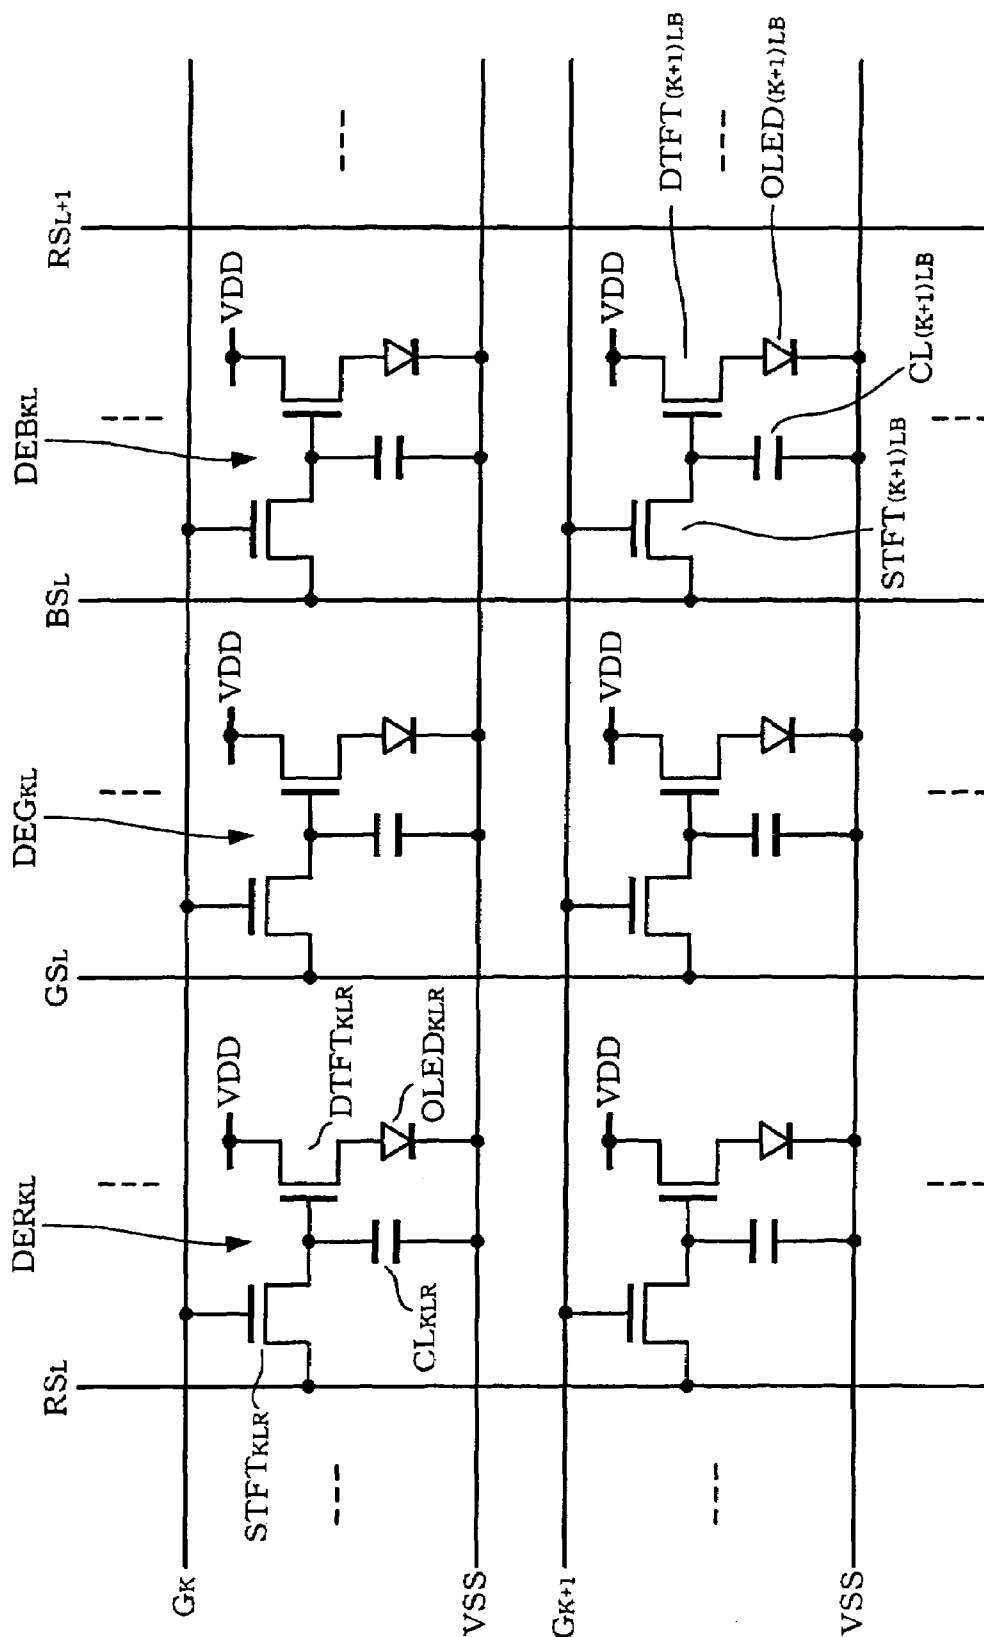 RSL
GSL
BSL
RSL+1
DERKL
DEGKL
DEBKL
GK
VDD
VDD
VDD
STFTKLR
DTFTKLR
OLEDKLR
CLKLR
VSS
GK+1
VDD
VDD
VDD
DTFT(K+1)LB
OLED(K+1)LB
CL(K+1)LB
STFT(K+1)LB
VSS